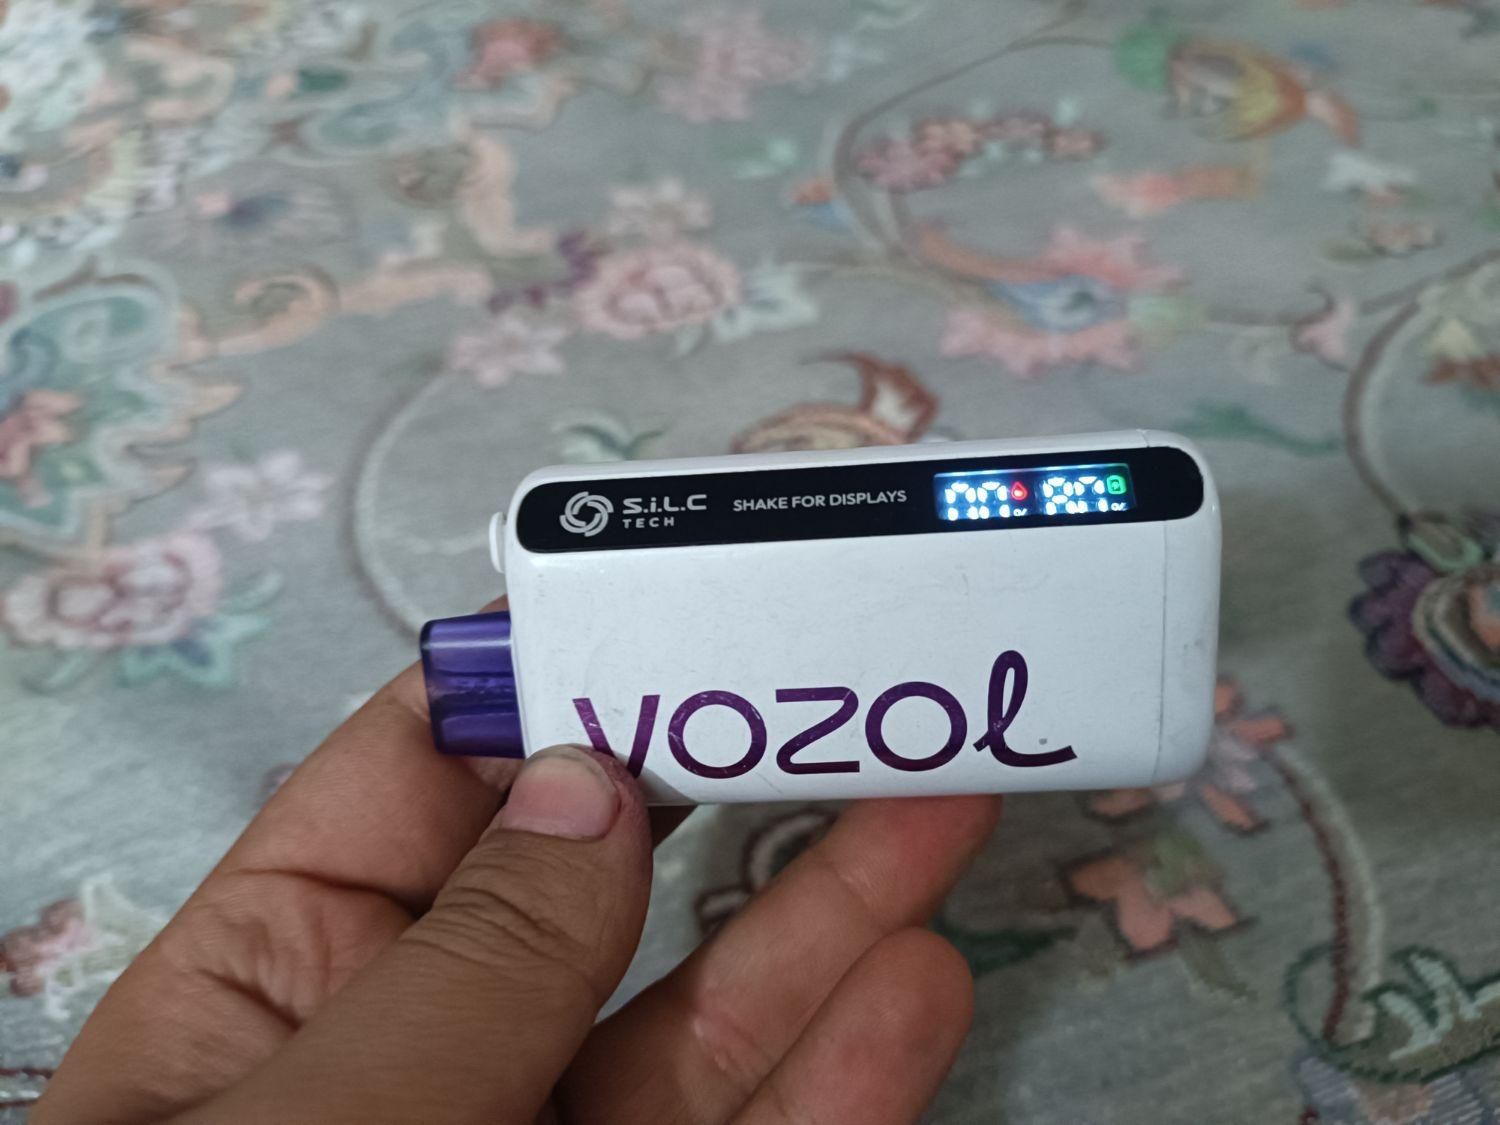 S.i.L.C
TECH
SHAKE FOR DISPLAYS
VOZOL